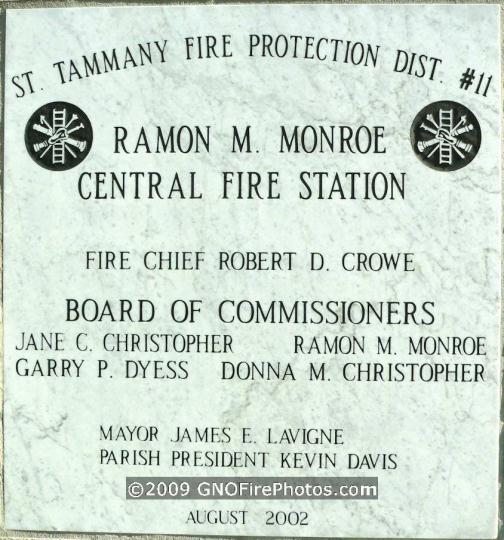 ST. TAMMANY FIRE PROTECTION DIST. #11
RAMON M. MONROE
CENTRAL FIRE STATION
FIRE CHIEF ROBERT D. CROWE
BOARD OF COMMISSIONERS
JANE C. CHRISTOPHER RAMON M. MONROE
GARRY P. DYESS DONNA M. CHRISTOPHER
MAYOR JAMES E. LAVIGNE
PARISH PRESIDENT KEVIN DAVIS
©2009 GNOFirePhotos.com
AUGUST 2002